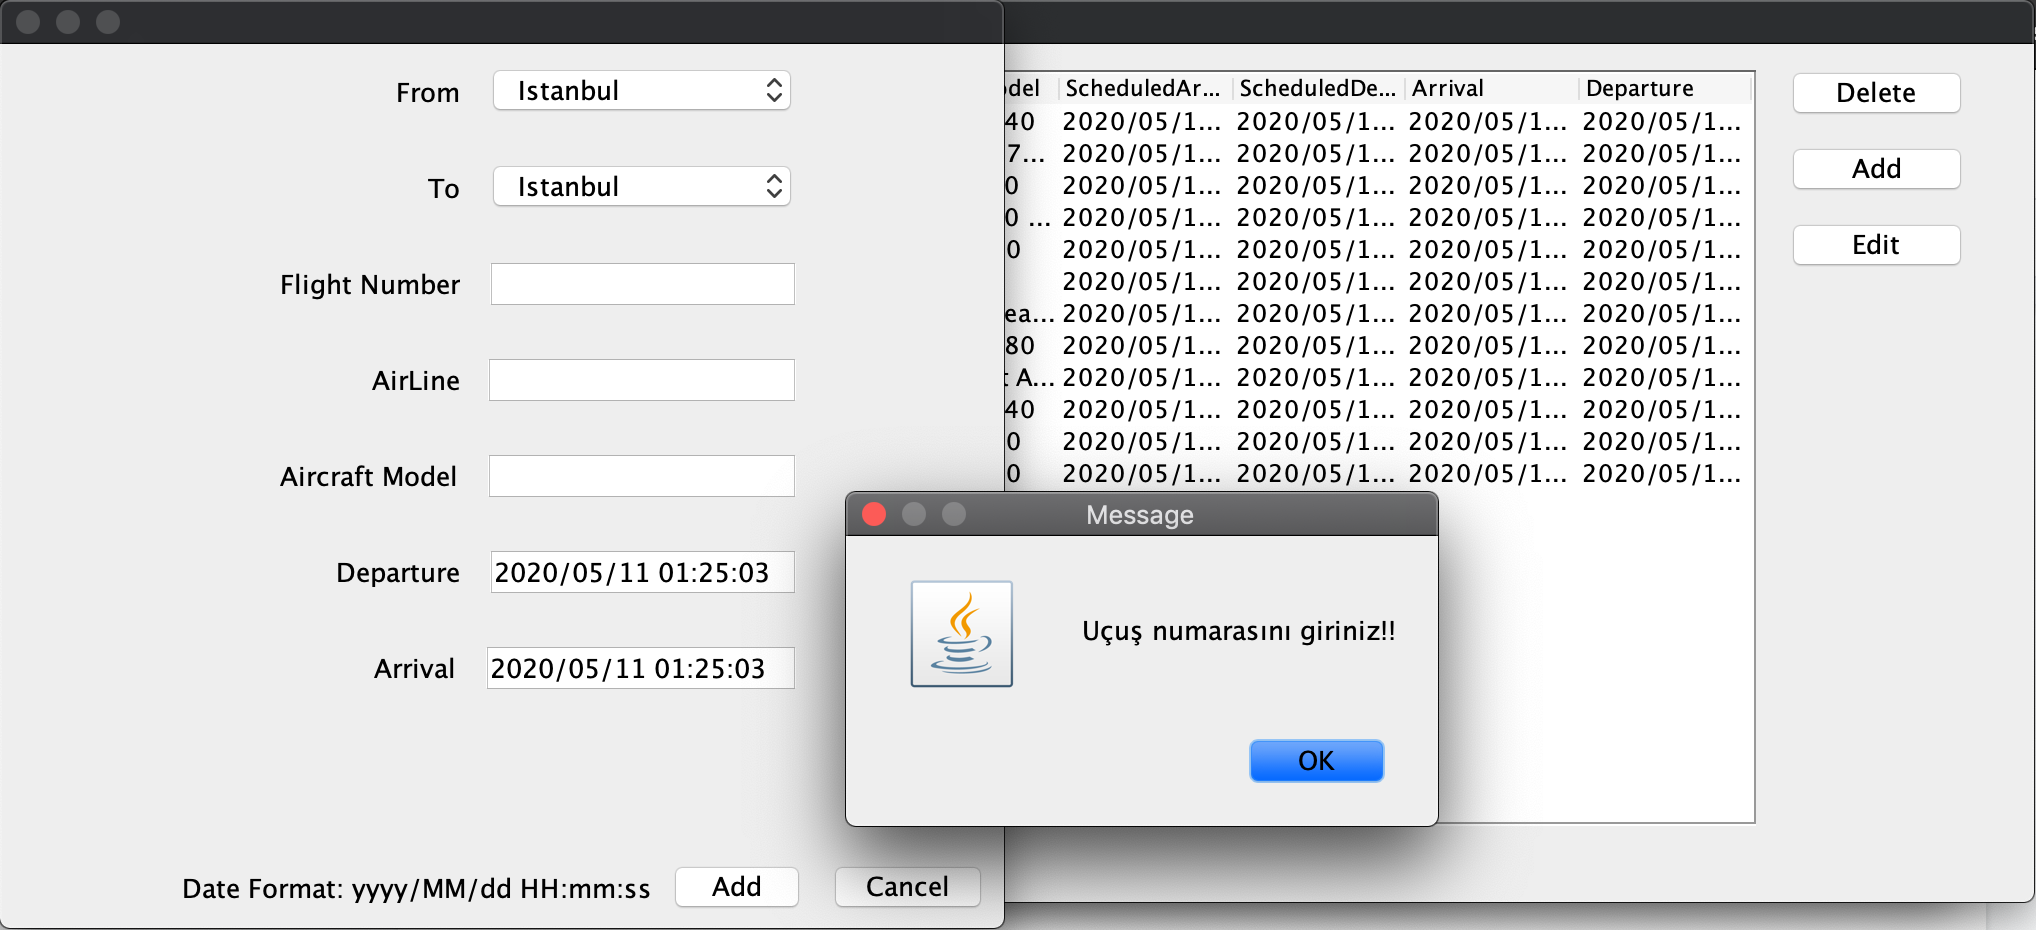 From
Istanbul
To
Istanbul
Flight Number
AirLine
Aircraft Model
Departure
2020/05/11 01:25:03
Arrival
2020/05/11 01:25:03
Date Format: yyyy/MM/dd HH:mm:ss
Add
Cancel
del ScheduledAr... ScheduledDe... Arrival Departure
40 2020/05/1... 2020/05/1... 2020/05/1... 2020/05/1...
7... 2020/05/1... 2020/05/1... 2020/05/1... 2020/05/1...
0 2020/05/1... 2020/05/1... 2020/05/1... 2020/05/1...
0 ... 2020/05/1... 2020/05/1... 2020/05/1... 2020/05/1...
0 2020/05/1... 2020/05/1... 2020/05/1... 2020/05/1...
2020/05/1... 2020/05/1... 2020/05/1... 2020/05/1...
ea... 2020/05/1... 2020/05/1... 2020/05/1... 2020/05/1...
80 2020/05/1... 2020/05/1... 2020/05/1... 2020/05/1...
t A... 2020/05/1... 2020/05/1... 2020/05/1... 2020/05/1...
40 2020/05/1... 2020/05/1... 2020/05/1... 2020/05/1...
0 2020/05/1... 2020/05/1... 2020/05/1... 2020/05/1...
0 2020/05/1... 2020/05/1... 2020/05/1... 2020/05/1...
Delete
Add
Edit
Message
Uçuş numarasını giriniz!!
OK